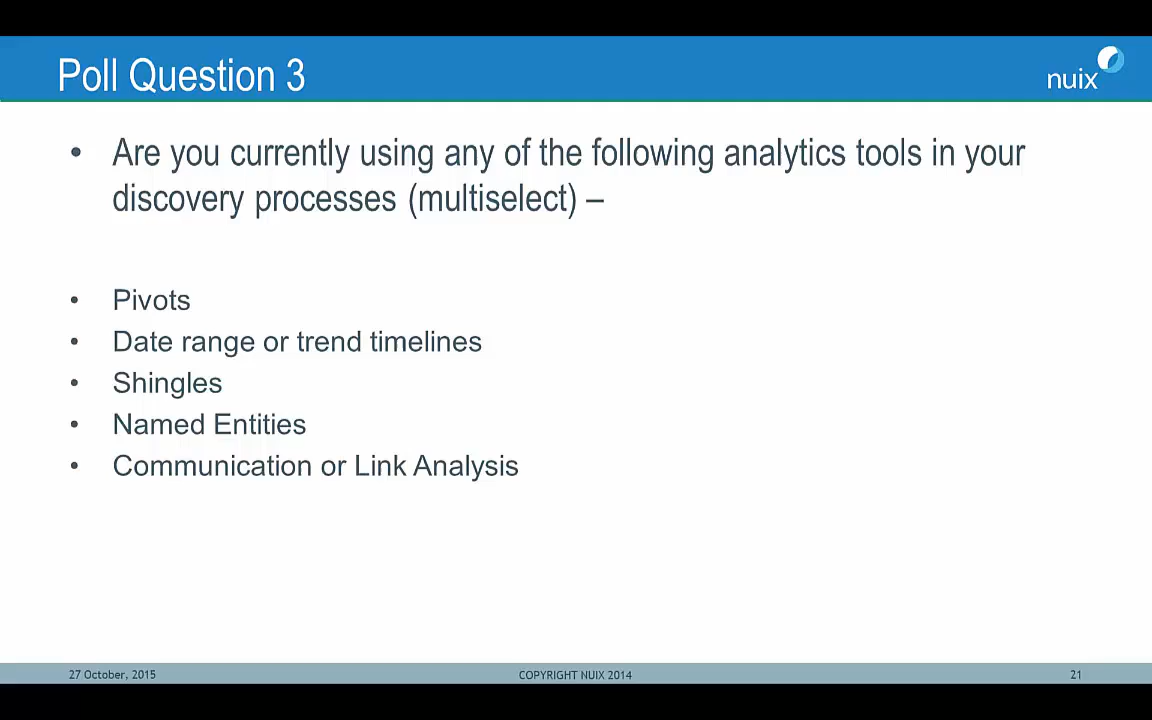 Poll Question 3
nuix
• Are you currently using any of the following analytics tools in your
discovery processes (multiselect) –
• Pivots
• Date range or trend timelines
• Shingles
• Named Entities
• Communication or Link Analysis
27 October, 2015
COPYRIGHT NUIX 2014
21